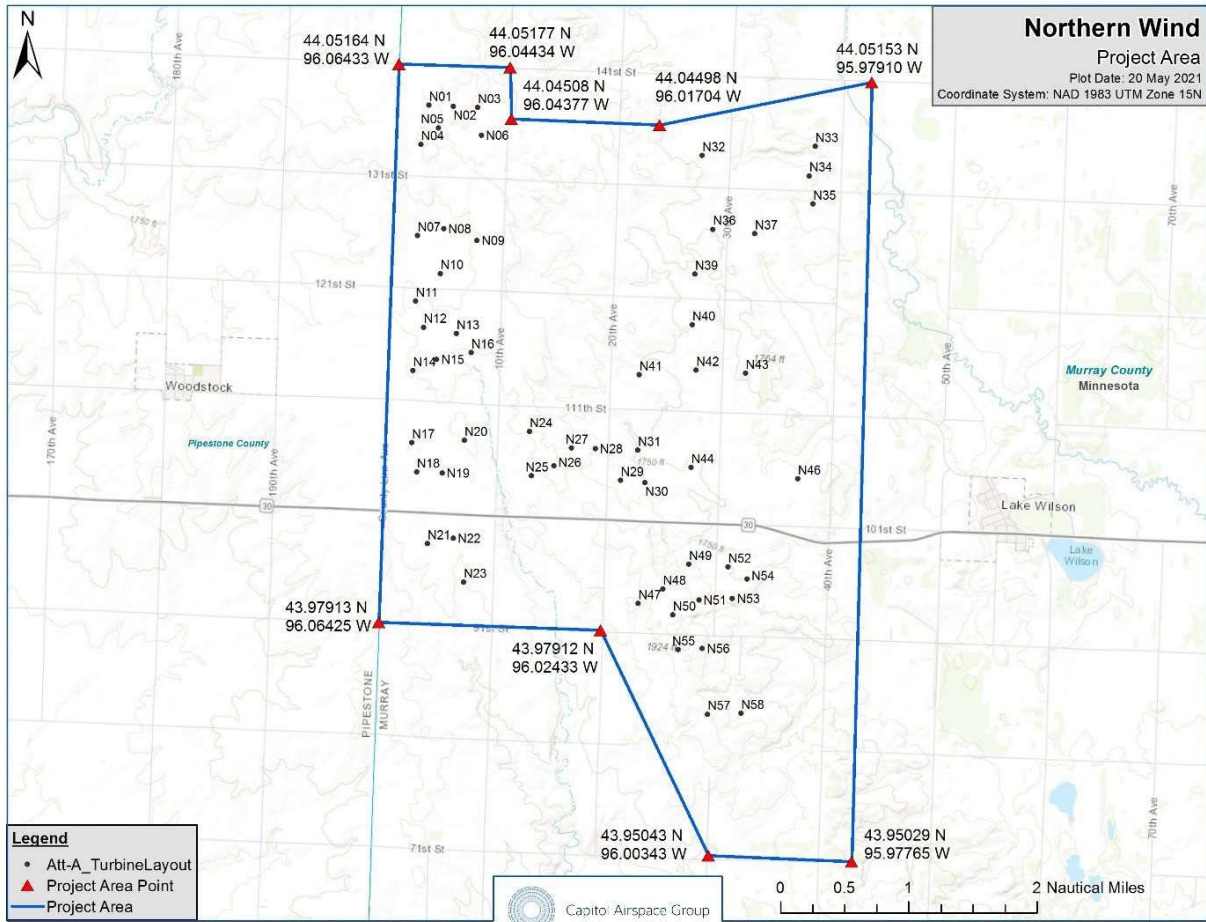 Northern Wind
Project Area
Plot Date: 20 May 2021
Coordinate System: NAD 1983 UTM Zone 15N
N
180th Ave
44.05164 N
96.06433 W
44.05177 N
96.04434 W
44.04508 N
96.04377 W
141st St
44.04498 N
96.01704 W
44.05153 N
95.97910 W
N01
N02
N03
N05
N04
N06
N32
N33
N34
N35
131st St
1750 ft
N07
N08
N09
N36
30th Ave
N37
70th Ave
N10
N39
121st St
N11
N12
N13
N16
10th Ave
20th Ave
N40
N14
N15
N41
N42
N43
1764 ft
50th Ave
Murray County
Minnesota
Woodstock
111th St
170th Ave
Pipestone County
190th Ave
N17
N20
N24
N27
N28
N31
1750 ft
N18
N19
N25
N26
N29
N30
N44
N46
County Line Ave
30
30
101st St
Lake Wilson
Lake
Wilson
N21
N22
N23
1750 ft
N49
N52
N54
N48
N47
N51
N53
N50
40th Ave
43.97913 N
96.06425 W
91st St
43.97912 N
96.02433 W
N55
1924 ft
N56
PIPESTONE
MURRAY
N57
N58
70th Ave
43.95043 N
96.00343 W
43.95029 N
95.97765 W
71st St
Legend
Att-A_TurbineLayout
Project Area Point
Project Area
Capitol Airspace Group
0 0.5 1 2 Nautical Miles